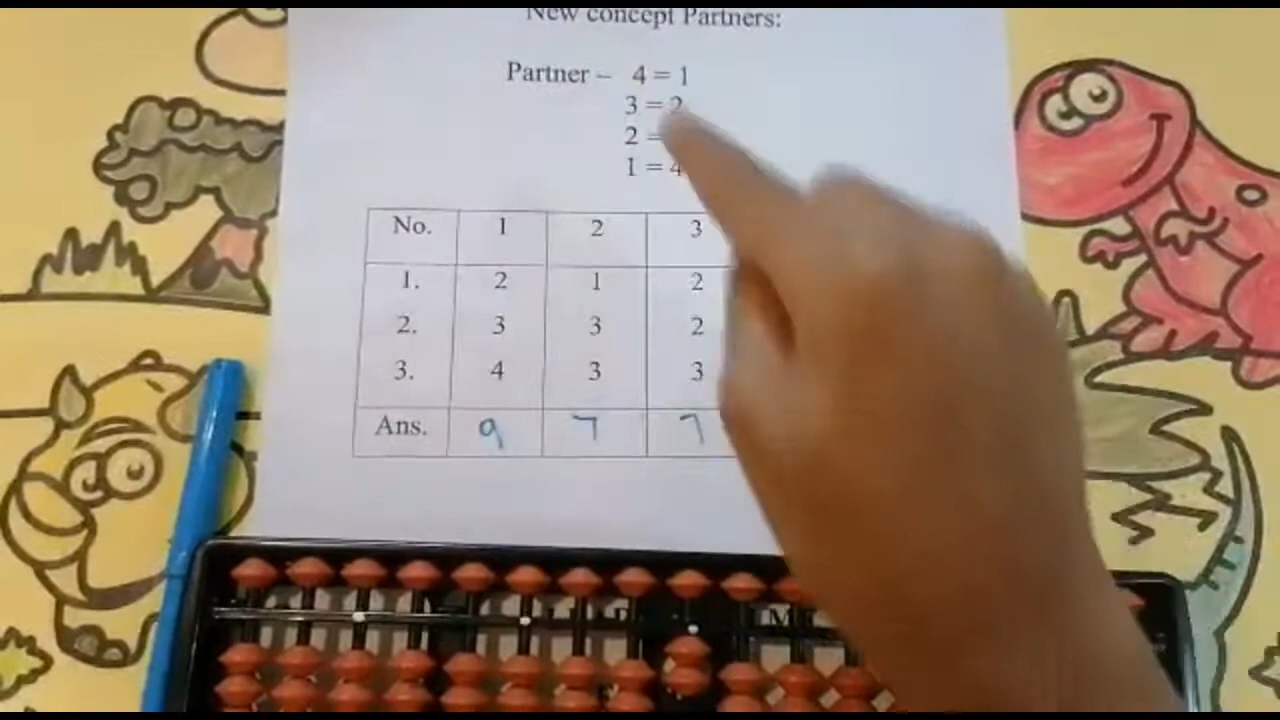 New concept Partners:
Partner – 4 = 1
3 = 2
2 =
1 = 4
No. 1 2 3
1. 2 1 2
2. 3 3 2
3. 4 3 3
Ans. 9 7 7